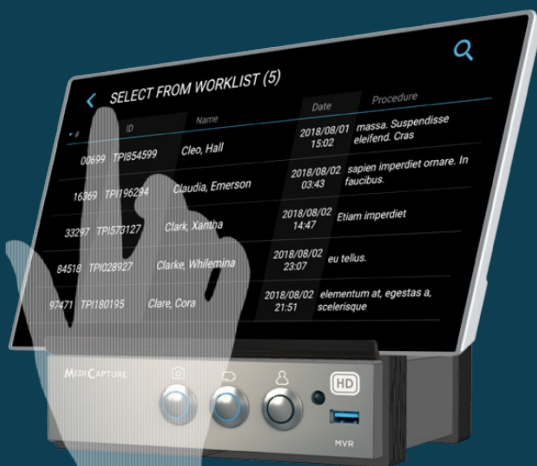 SELECT FROM WORKLIST (5)
# ID Name Date Procedure
00699 TPI854599 Cleo, Hall 2018/08/01 15:02 massa. Suspendisse eleifend. Cras
16369 TPI196294 Claudia, Emerson 2018/08/02 03:43 sapien imperdiet ornare. In faucibus.
33297 TPI573127 Clark, Xantha 2018/08/02 14:47 Etiam imperdiet
84518 TPI028927 Clarke, Whilemina 2018/08/02 23:07 eu tellus.
97471 TPI180195 Clare, Cora 2018/08/02 21:51 elementum at, egestas a, scelerisque
MEDICAPTURE
HD
MVR